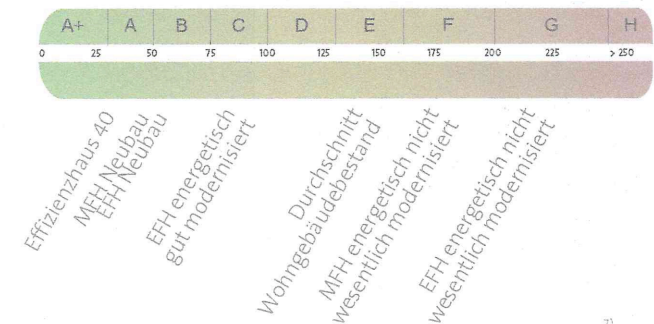 A+ A B C D E F G H
0 25 50 75 100 125 150 175 200 225 > 250
Effizienzhaus 40
MFH Neubau
EFH Neubau
EFH energetisch
gut modernisiert
Durchschnitt
Wohngebäudebestand
MFH energetisch nicht
wesentlich modernisiert
EFH energetisch nicht
wesentlich modernisiert
7)